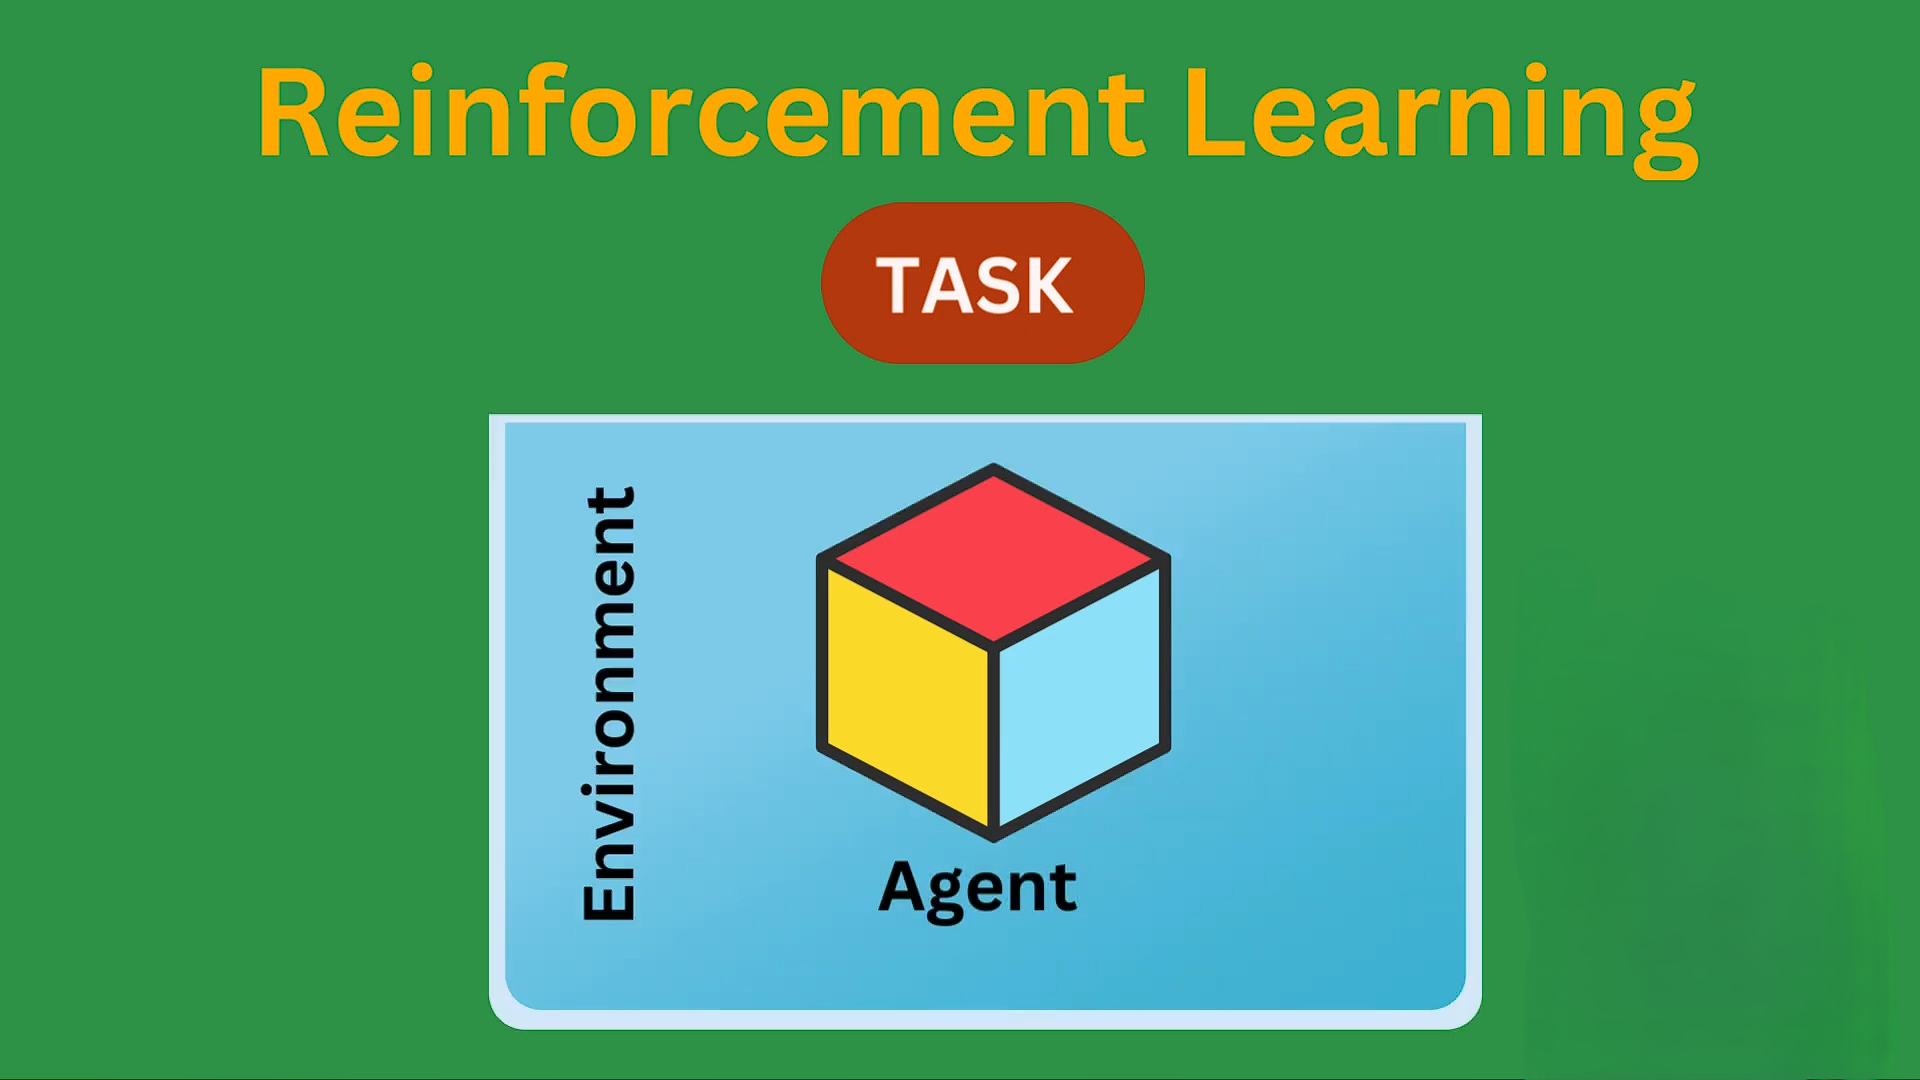 Reinforcement Learning
TASK
Environment
Agent